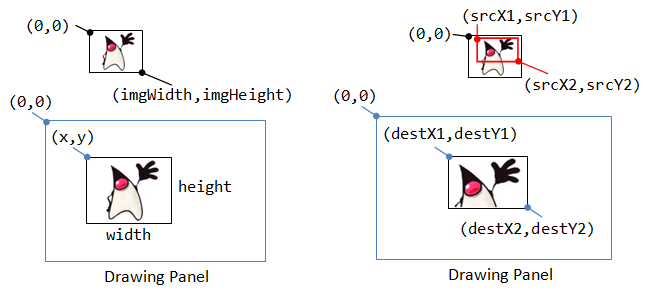 (0,0)
(imgWidth,imgHeight)
(0,0)
(x,y)
height
width
Drawing Panel
(srcX1,srcY1)
(0,0)
(srcX2,srcY2)
(0,0)
(destX1,destY1)
(destX2,destY2)
Drawing Panel